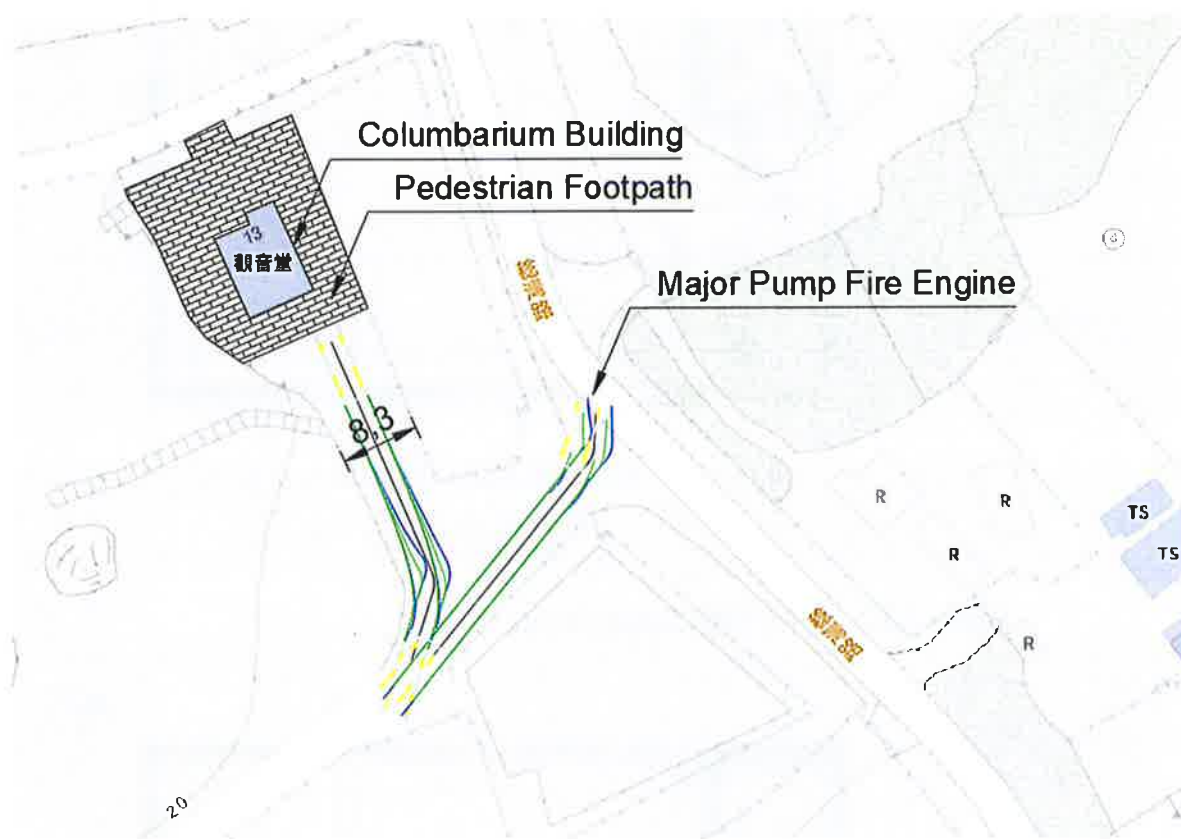 Columbarium Building
Pedestrian Footpath
13
觀音堂
Major Pump Fire Engine
8,3
R
R
TS
R
TS
R
20